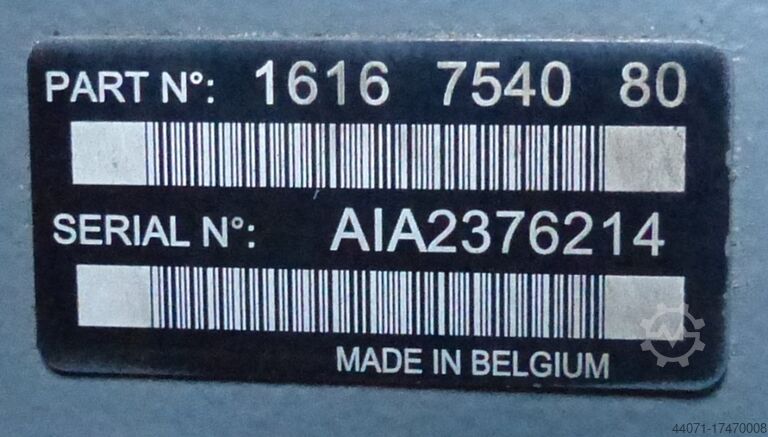 PART N°: 1616 7540 80
SERIAL N°: AIA2376214
MADE IN BELGIUM
44071-17470008